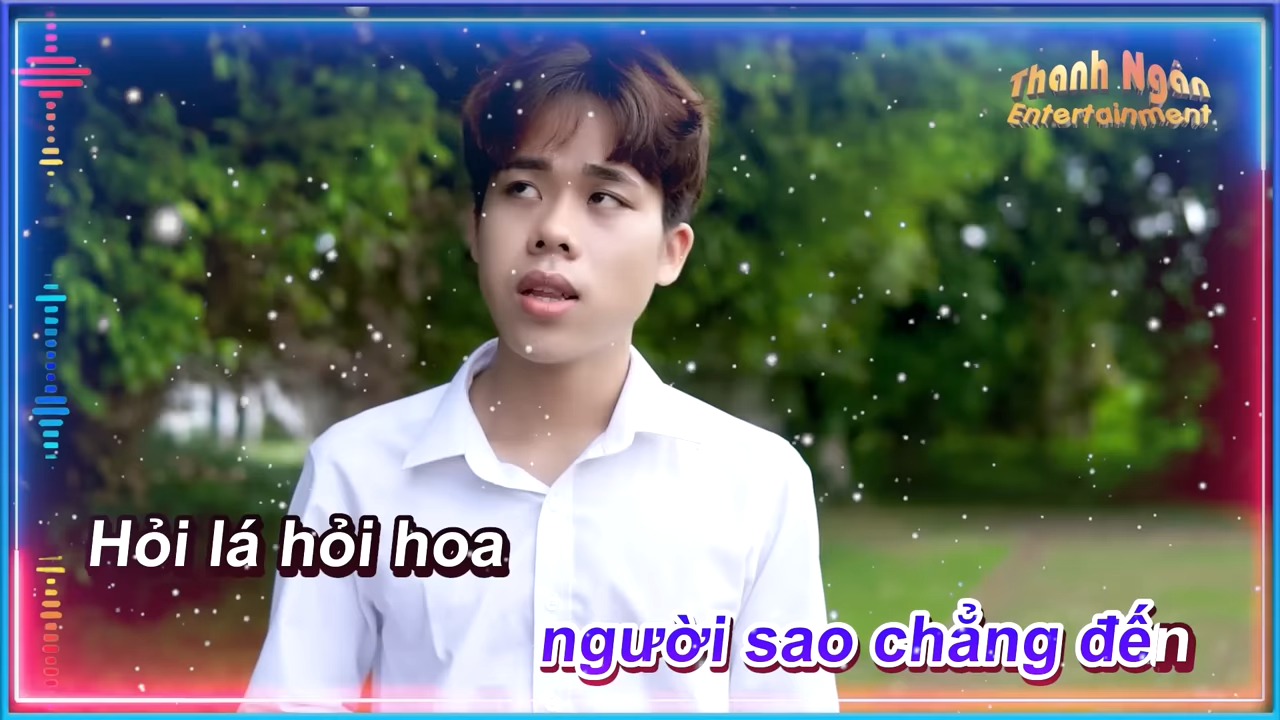 Thanh Ngân
Entertainment
Hỏi lá hỏi hoa
người sao chẳng đến